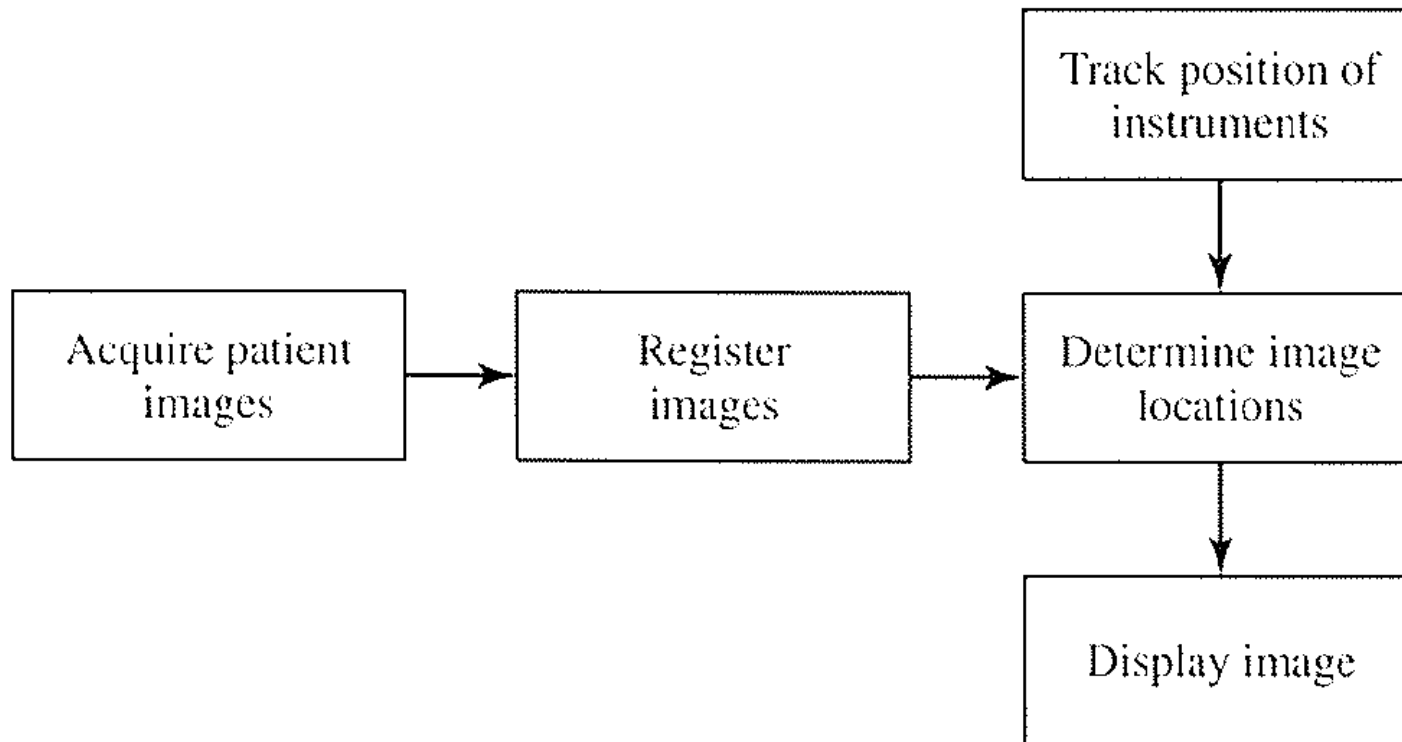 Track position of
instruments
Acquire patient
images
Register
images
Determine image
locations
Display image